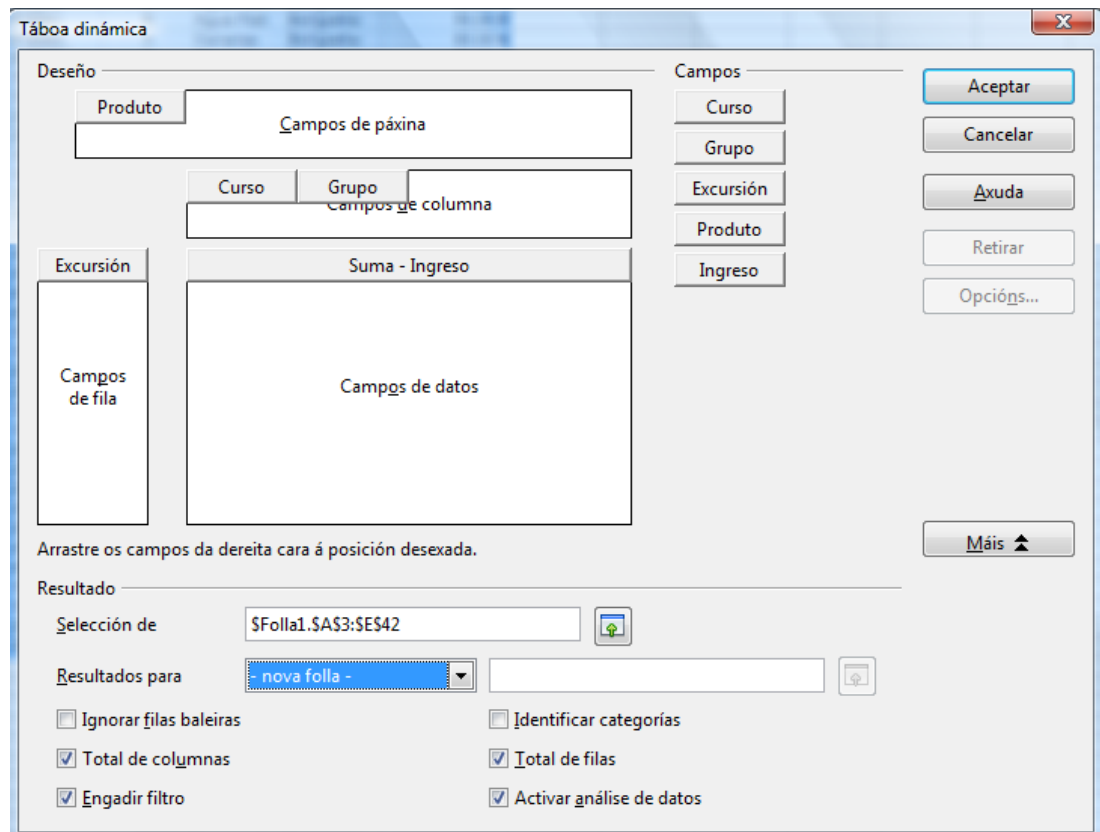 Táboa dinámica
Deseño
Produto
Campos de páxina
Curso
Grupo
Campos de columna
Excursión
Suma - Ingreso
Campos
de fila
Campos de datos
Arrastre os campos da dereita cara á posición desexada.
Campos
Curso
Grupo
Excursión
Produto
Ingreso
Aceptar
Cancelar
Axuda
Retirar
Opcións...
Máis
Resultado
Selección de
$Folla1.$A$3:$E$42
Resultados para
- nova folla -
Ignorar filas baleiras
Identificar categorías
Total de columnas
Total de filas
Engadir filtro
Activar análise de datos